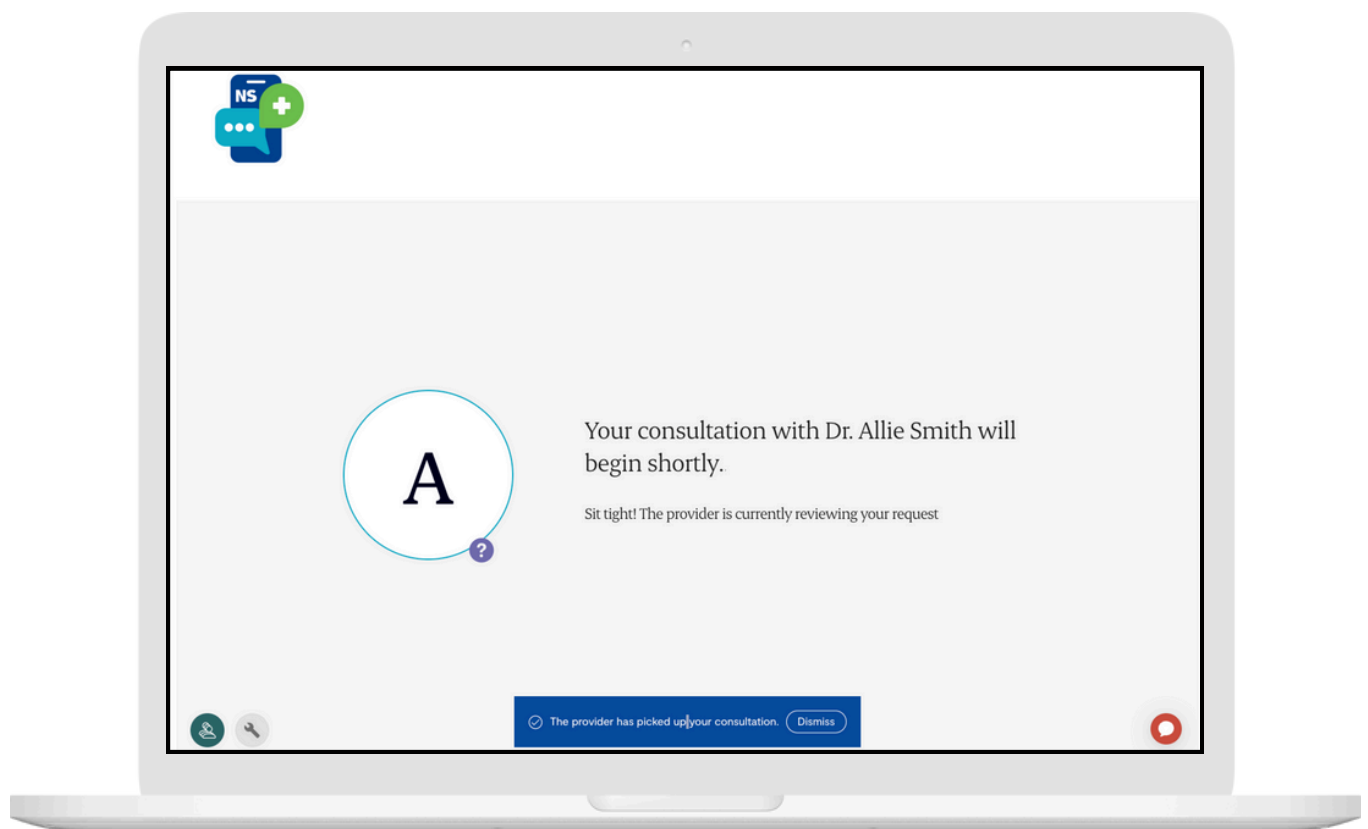 NS
Your consultation with Dr. Allie Smith will
begin shortly.
A
?
Sit tight! The provider is currently reviewing your request
The provider has picked up your consultation. Dismiss